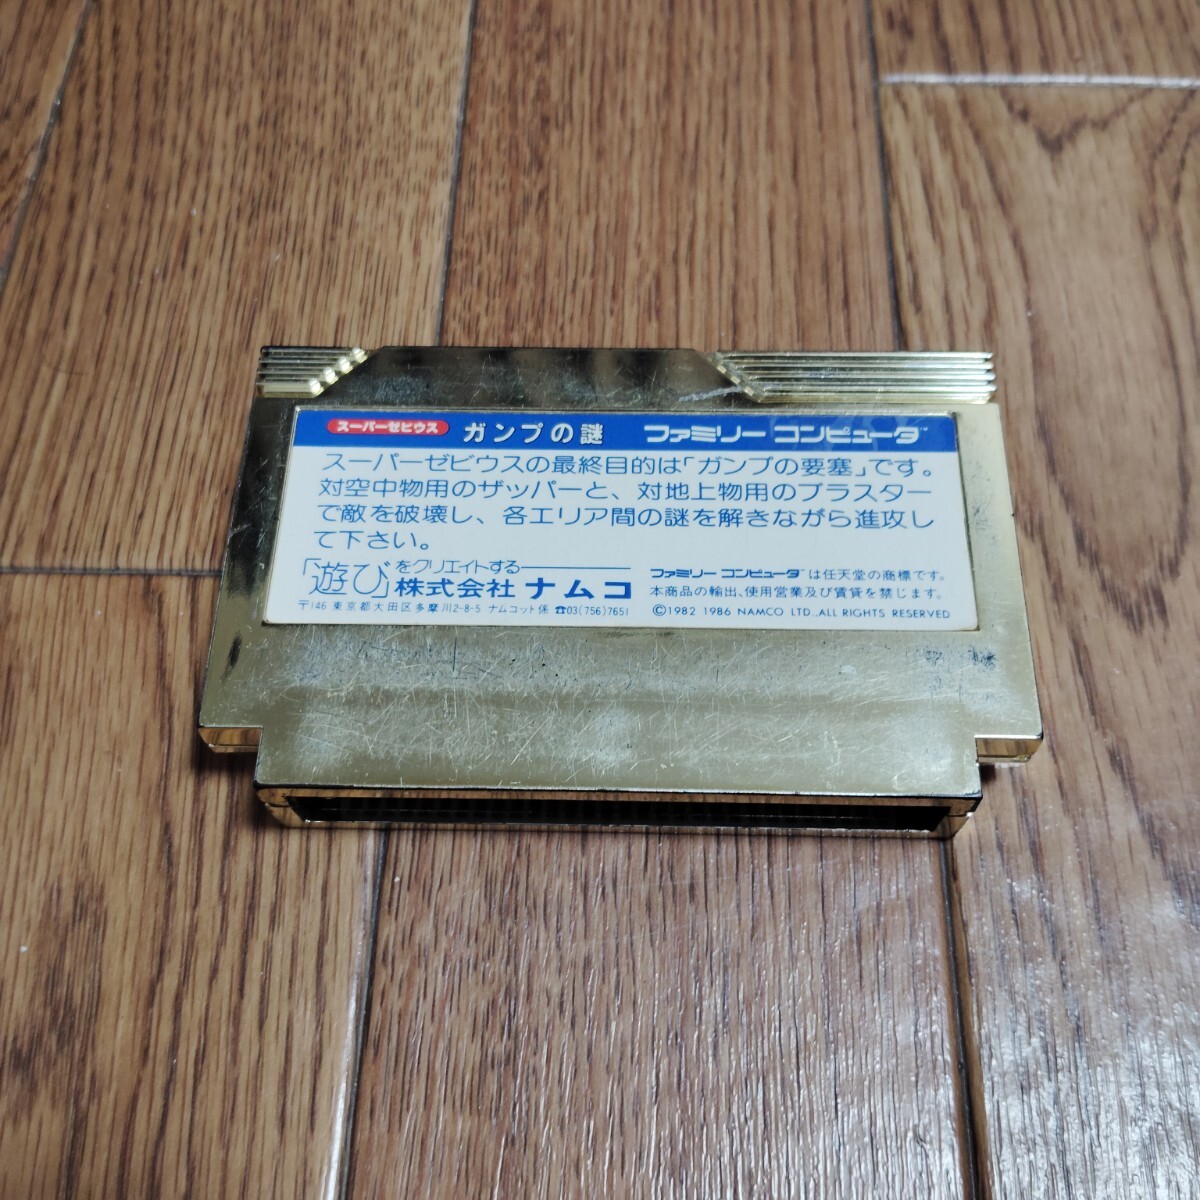 スーパーゼビウス ガンプの謎 ファミリー コンピュータ™
スーパーゼビウスの最終目的は「ガンプの要塞」です。
対空中物用のザッパーと、対地上物用のブラスター
で敵を破壊し、各エリア間の謎を解きながら進攻し
て下さい。
「遊び」をクリエイトする
株式会社 ナムコ
〒146 東京都大田区多摩川2-8-5 ナムコット係 ☎03(756)7651
ファミリー コンピュータ™は任天堂の商標です。
本商品の輸出、使用営業及び賃貸を禁じます。
©1982 1986 NAMCO LTD.,ALL RIGHTS RESERVED